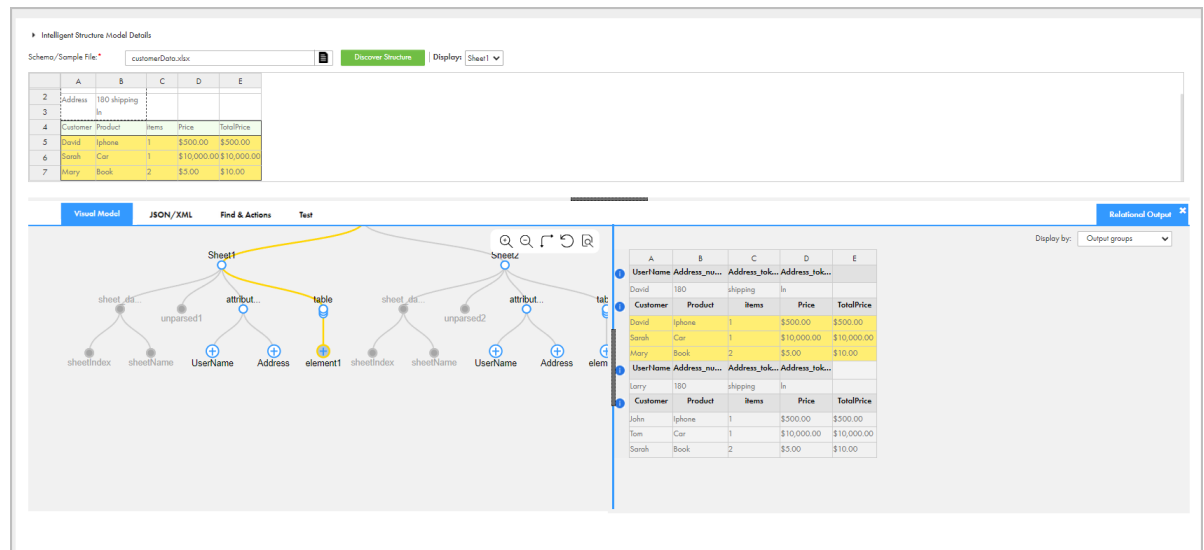 Intelligent Structure Model Details
Schema/Sample File:* customerData.xlsx Discover Structure Display: Sheet1
A B C D E
2 Address 180 shipping
3 ln
4 Customer Product items Price TotalPrice
5 David Iphone 1 $500.00 $500.00
6 Sarah Car 1 $10,000.00 $10,000.00
7 Mary Book 2 $5.00 $10.00
Visual Model JSON/XML Find & Actions Test Relational Output
Display by: Output groups
Sheet1 Sheet2
sheet_da... unparsed1 attribut... table sheet_da... unparsed2 attribut... tab
sheetIndex sheetName UserName Address element1 sheetIndex sheetName UserName Address elem
A B C D E
UserName Address_nu... Address_tok... Address_tok...
David 180 shipping ln
Customer Product items Price TotalPrice
David Iphone 1 $500.00 $500.00
Sarah Car 1 $10,000.00 $10,000.00
Mary Book 2 $5.00 $10.00
UserName Address_nu... Address_tok... Address_tok...
Larry 180 shipping ln
Customer Product items Price TotalPrice
John Iphone 1 $500.00 $500.00
Tom Car 1 $10,000.00 $10,000.00
Sarah Book 2 $5.00 $10.00